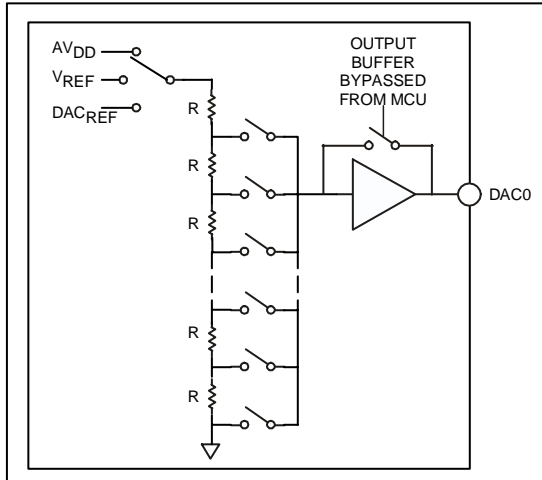 AVDD
VREF
DACREF
OUTPUT
BUFFER
BYPASSED
FROM MCU
R
R
R
DAC0
R
R